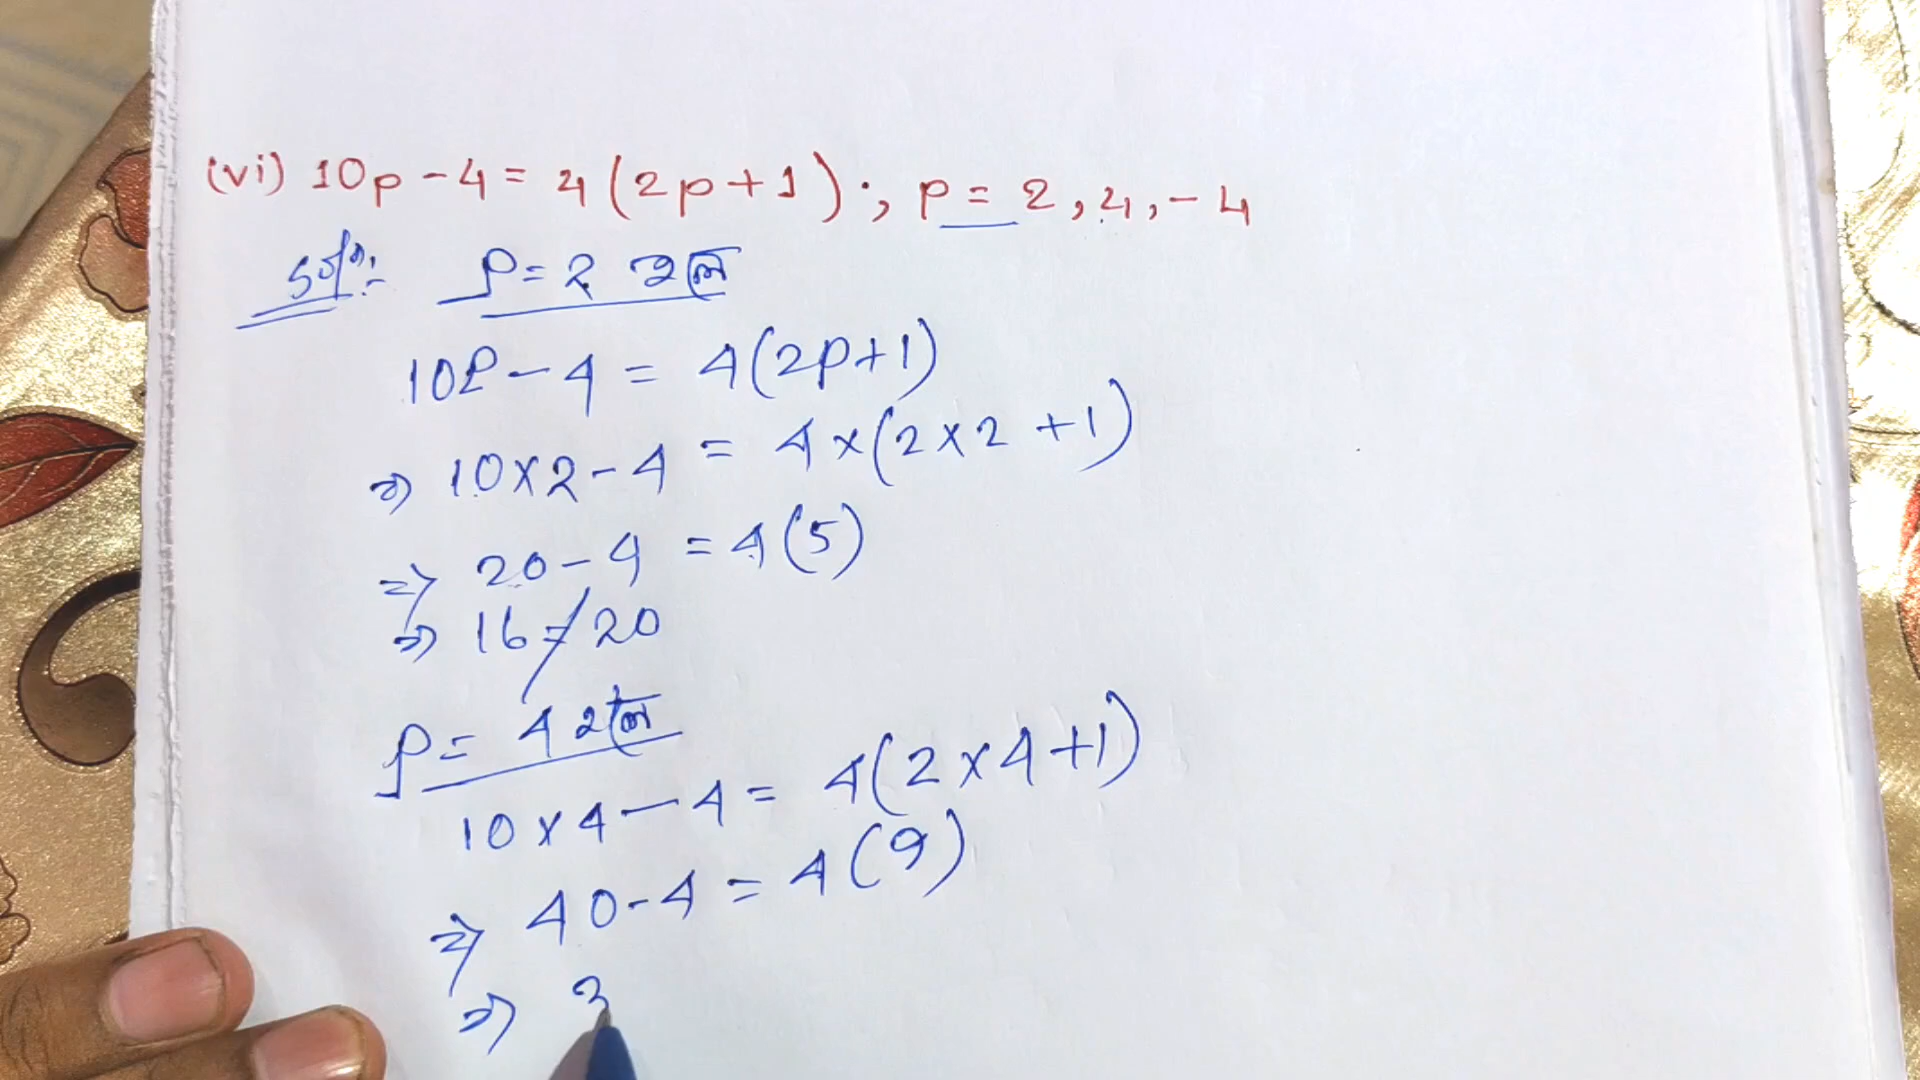 (vi) 10p - 4 = 4(2p + 1); p = 2, 4, - 4
Solⁿ:- P = 2 হলে
10P - 4 = 4(2P+1)
⇒ 10×2-4 = 4×(2×2+1)
⇒ 20-4 = 4(5)
⇒ 16 ≠ 20
P = 4 হলে
10×4-4 = 4(2×4+1)
⇒ 40-4 = 4(9)
⇒ 3